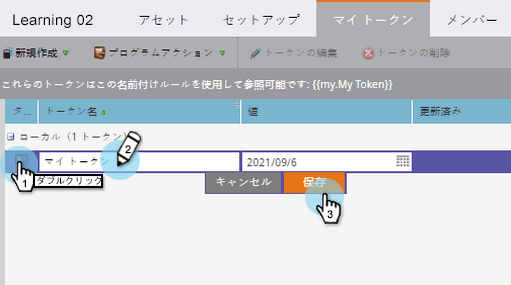 Learning 02 アセット セットアップ マイ トークン メンバー
新規作成 プログラムアクション トークンの編集 トークンの削除
これらのトークンはこの名前付けルールを使用して参照可能です: {{my.My Token}}
タ... トークン名 値 更新済み
ローカル (1 トークン)
マイ トークン 2021/09/6
2
1 ダブルクリック キャンセル 保存
3